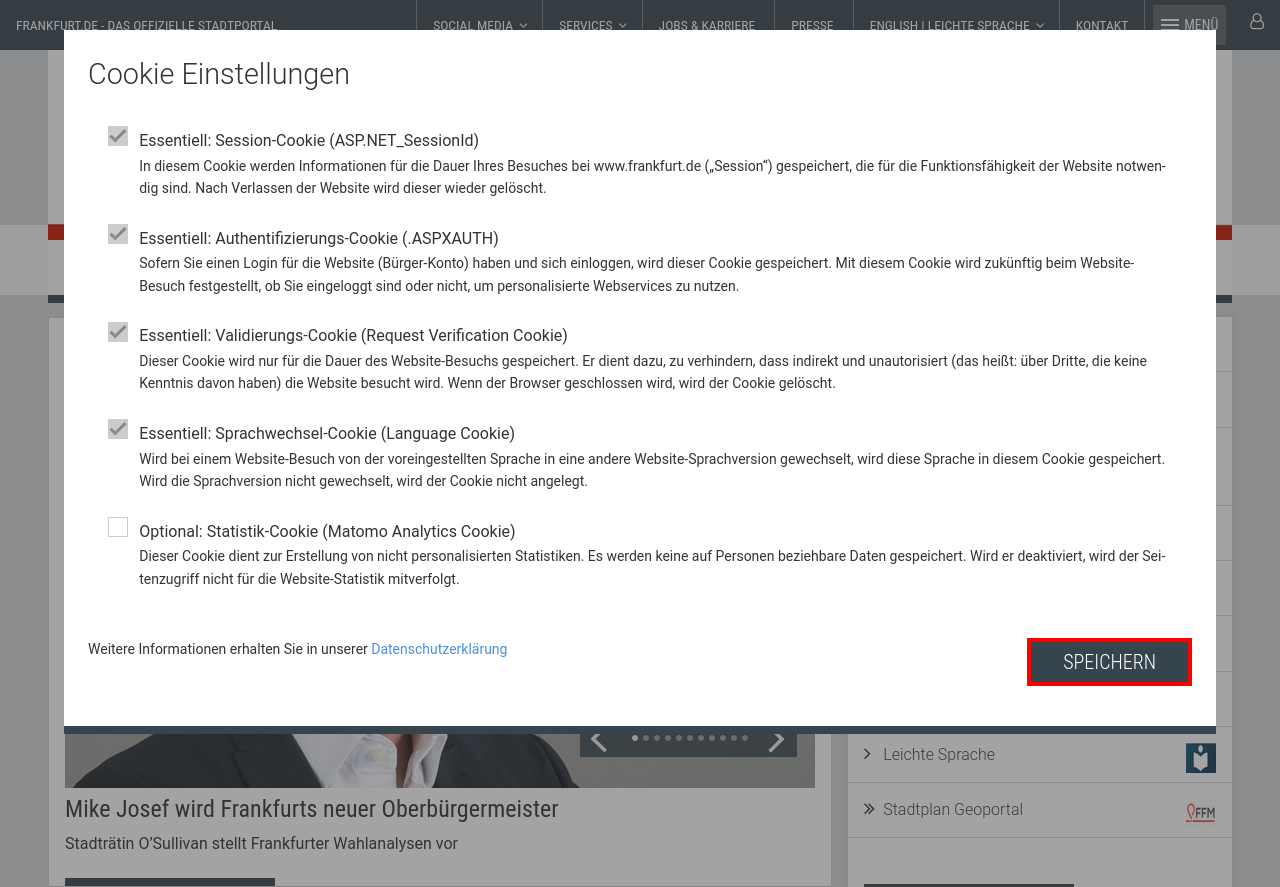 FRANKFURT.DE - DAS OFFIZIELLE STADTPORTAL
SOCIAL MEDIA
SERVICES
JOBS & KARRIERE
PRESSE
ENGLISH | LEICHTE SPRACHE
KONTAKT
MENÜ
Cookie Einstellungen
Essentiell: Session-Cookie (ASP.NET_SessionId)
In diesem Cookie werden Informationen für die Dauer Ihres Besuches bei www.frankfurt.de („Session“) gespeichert, die für die Funktionsfähigkeit der Website notwen-
dig sind. Nach Verlassen der Website wird dieser wieder gelöscht.
Essentiell: Authentifizierungs-Cookie (.ASPXAUTH)
Sofern Sie einen Login für die Website (Bürger-Konto) haben und sich einloggen, wird dieser Cookie gespeichert. Mit diesem Cookie wird zukünftig beim Website-
Besuch festgestellt, ob Sie eingeloggt sind oder nicht, um personalisierte Webservices zu nutzen.
Essentiell: Validierungs-Cookie (Request Verification Cookie)
Dieser Cookie wird nur für die Dauer des Website-Besuchs gespeichert. Er dient dazu, zu verhindern, dass indirekt und unautorisiert (das heißt: über Dritte, die keine
Kenntnis davon haben) die Website besucht wird. Wenn der Browser geschlossen wird, wird der Cookie gelöscht.
Essentiell: Sprachwechsel-Cookie (Language Cookie)
Wird bei einem Website-Besuch von der voreingestellten Sprache in eine andere Website-Sprachversion gewechselt, wird diese Sprache in diesem Cookie gespeichert.
Wird die Sprachversion nicht gewechselt, wird der Cookie nicht angelegt.
Optional: Statistik-Cookie (Matomo Analytics Cookie)
Dieser Cookie dient zur Erstellung von nicht personalisierten Statistiken. Es werden keine auf Personen beziehbare Daten gespeichert. Wird er deaktiviert, wird der Sei-
tenzugriff nicht für die Website-Statistik mitverfolgt.
Weitere Informationen erhalten Sie in unserer Datenschutzerklärung
SPEICHERN
Leichte Sprache
Stadtplan Geoportal
FFM
Mike Josef wird Frankfurts neuer Oberbürgermeister
Stadträtin O’Sullivan stellt Frankfurter Wahlanalysen vor